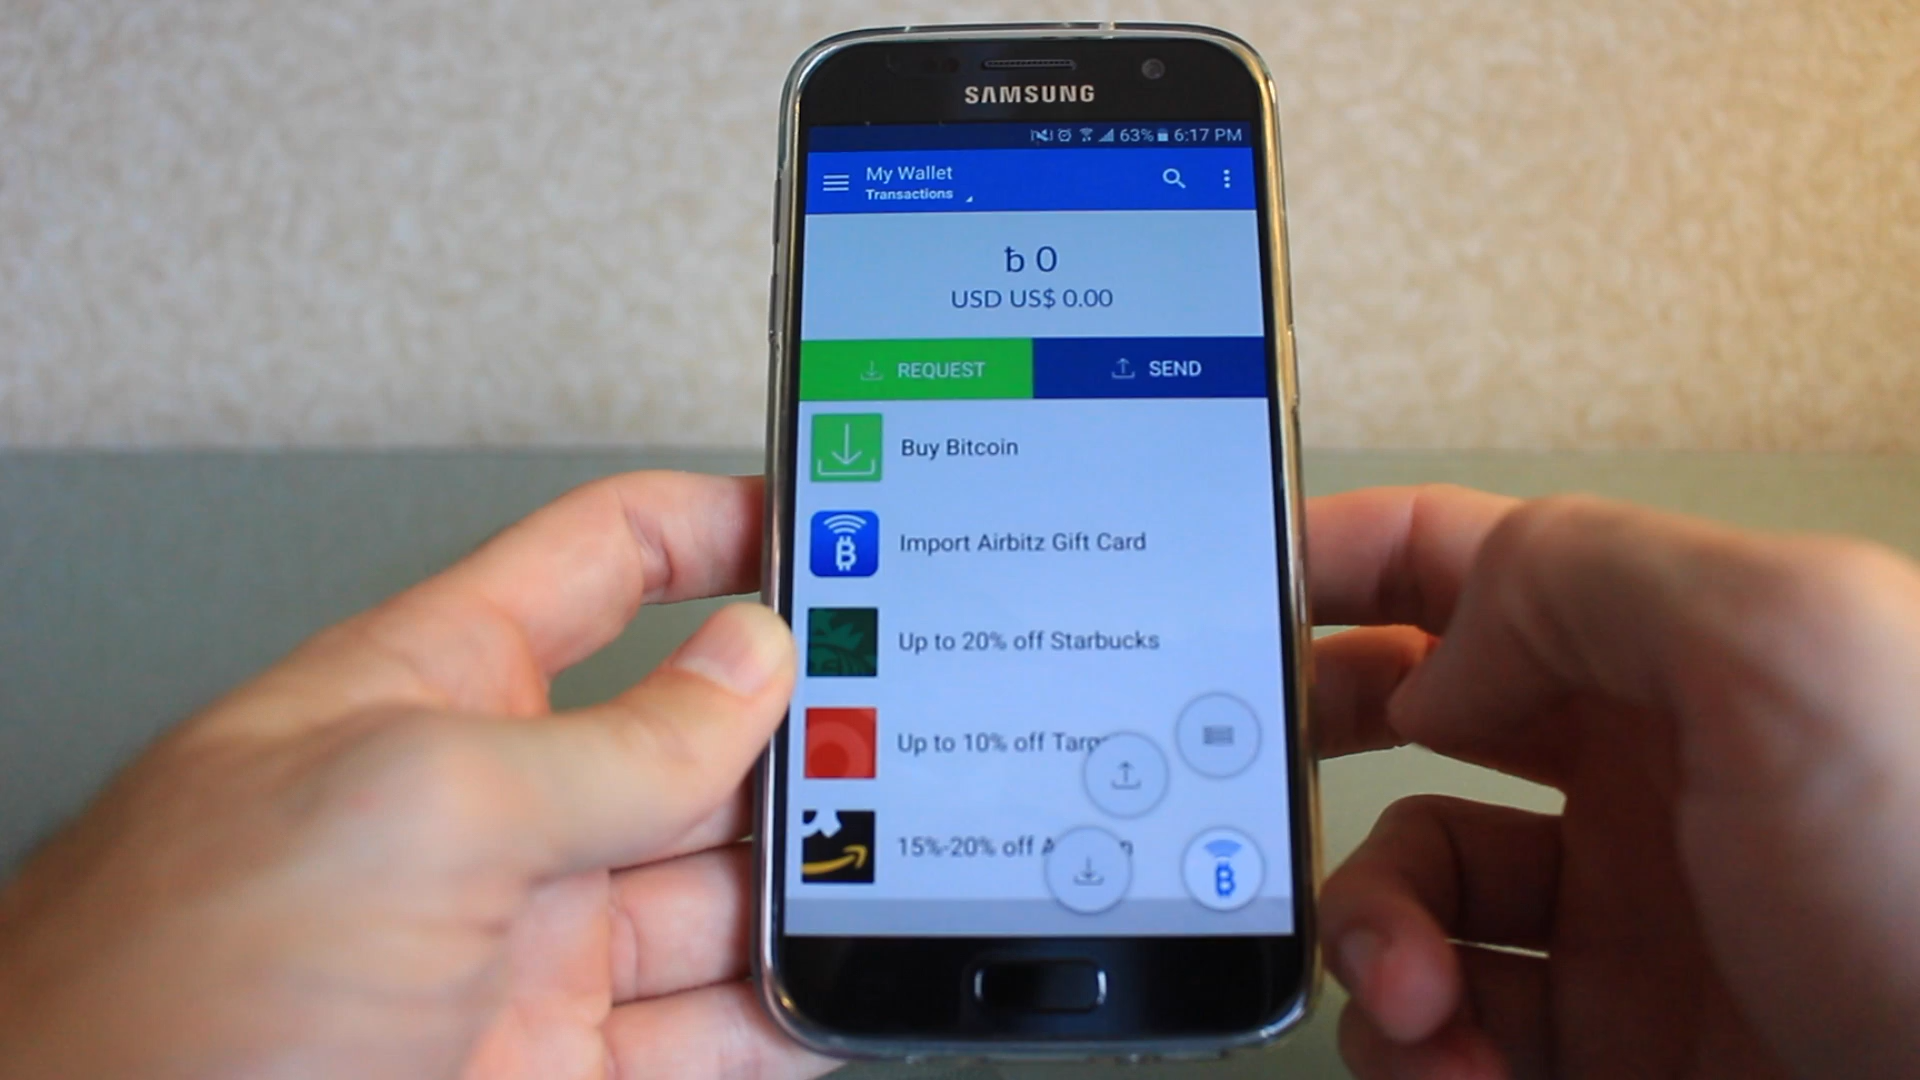 SAMSUNG
63% 6:17 PM
My Wallet
Transactions
ƀ 0
USD US$ 0.00
REQUEST
SEND
Buy Bitcoin
Import Airbitz Gift Card
Up to 20% off Starbucks
Up to 10% off
15%-20% off